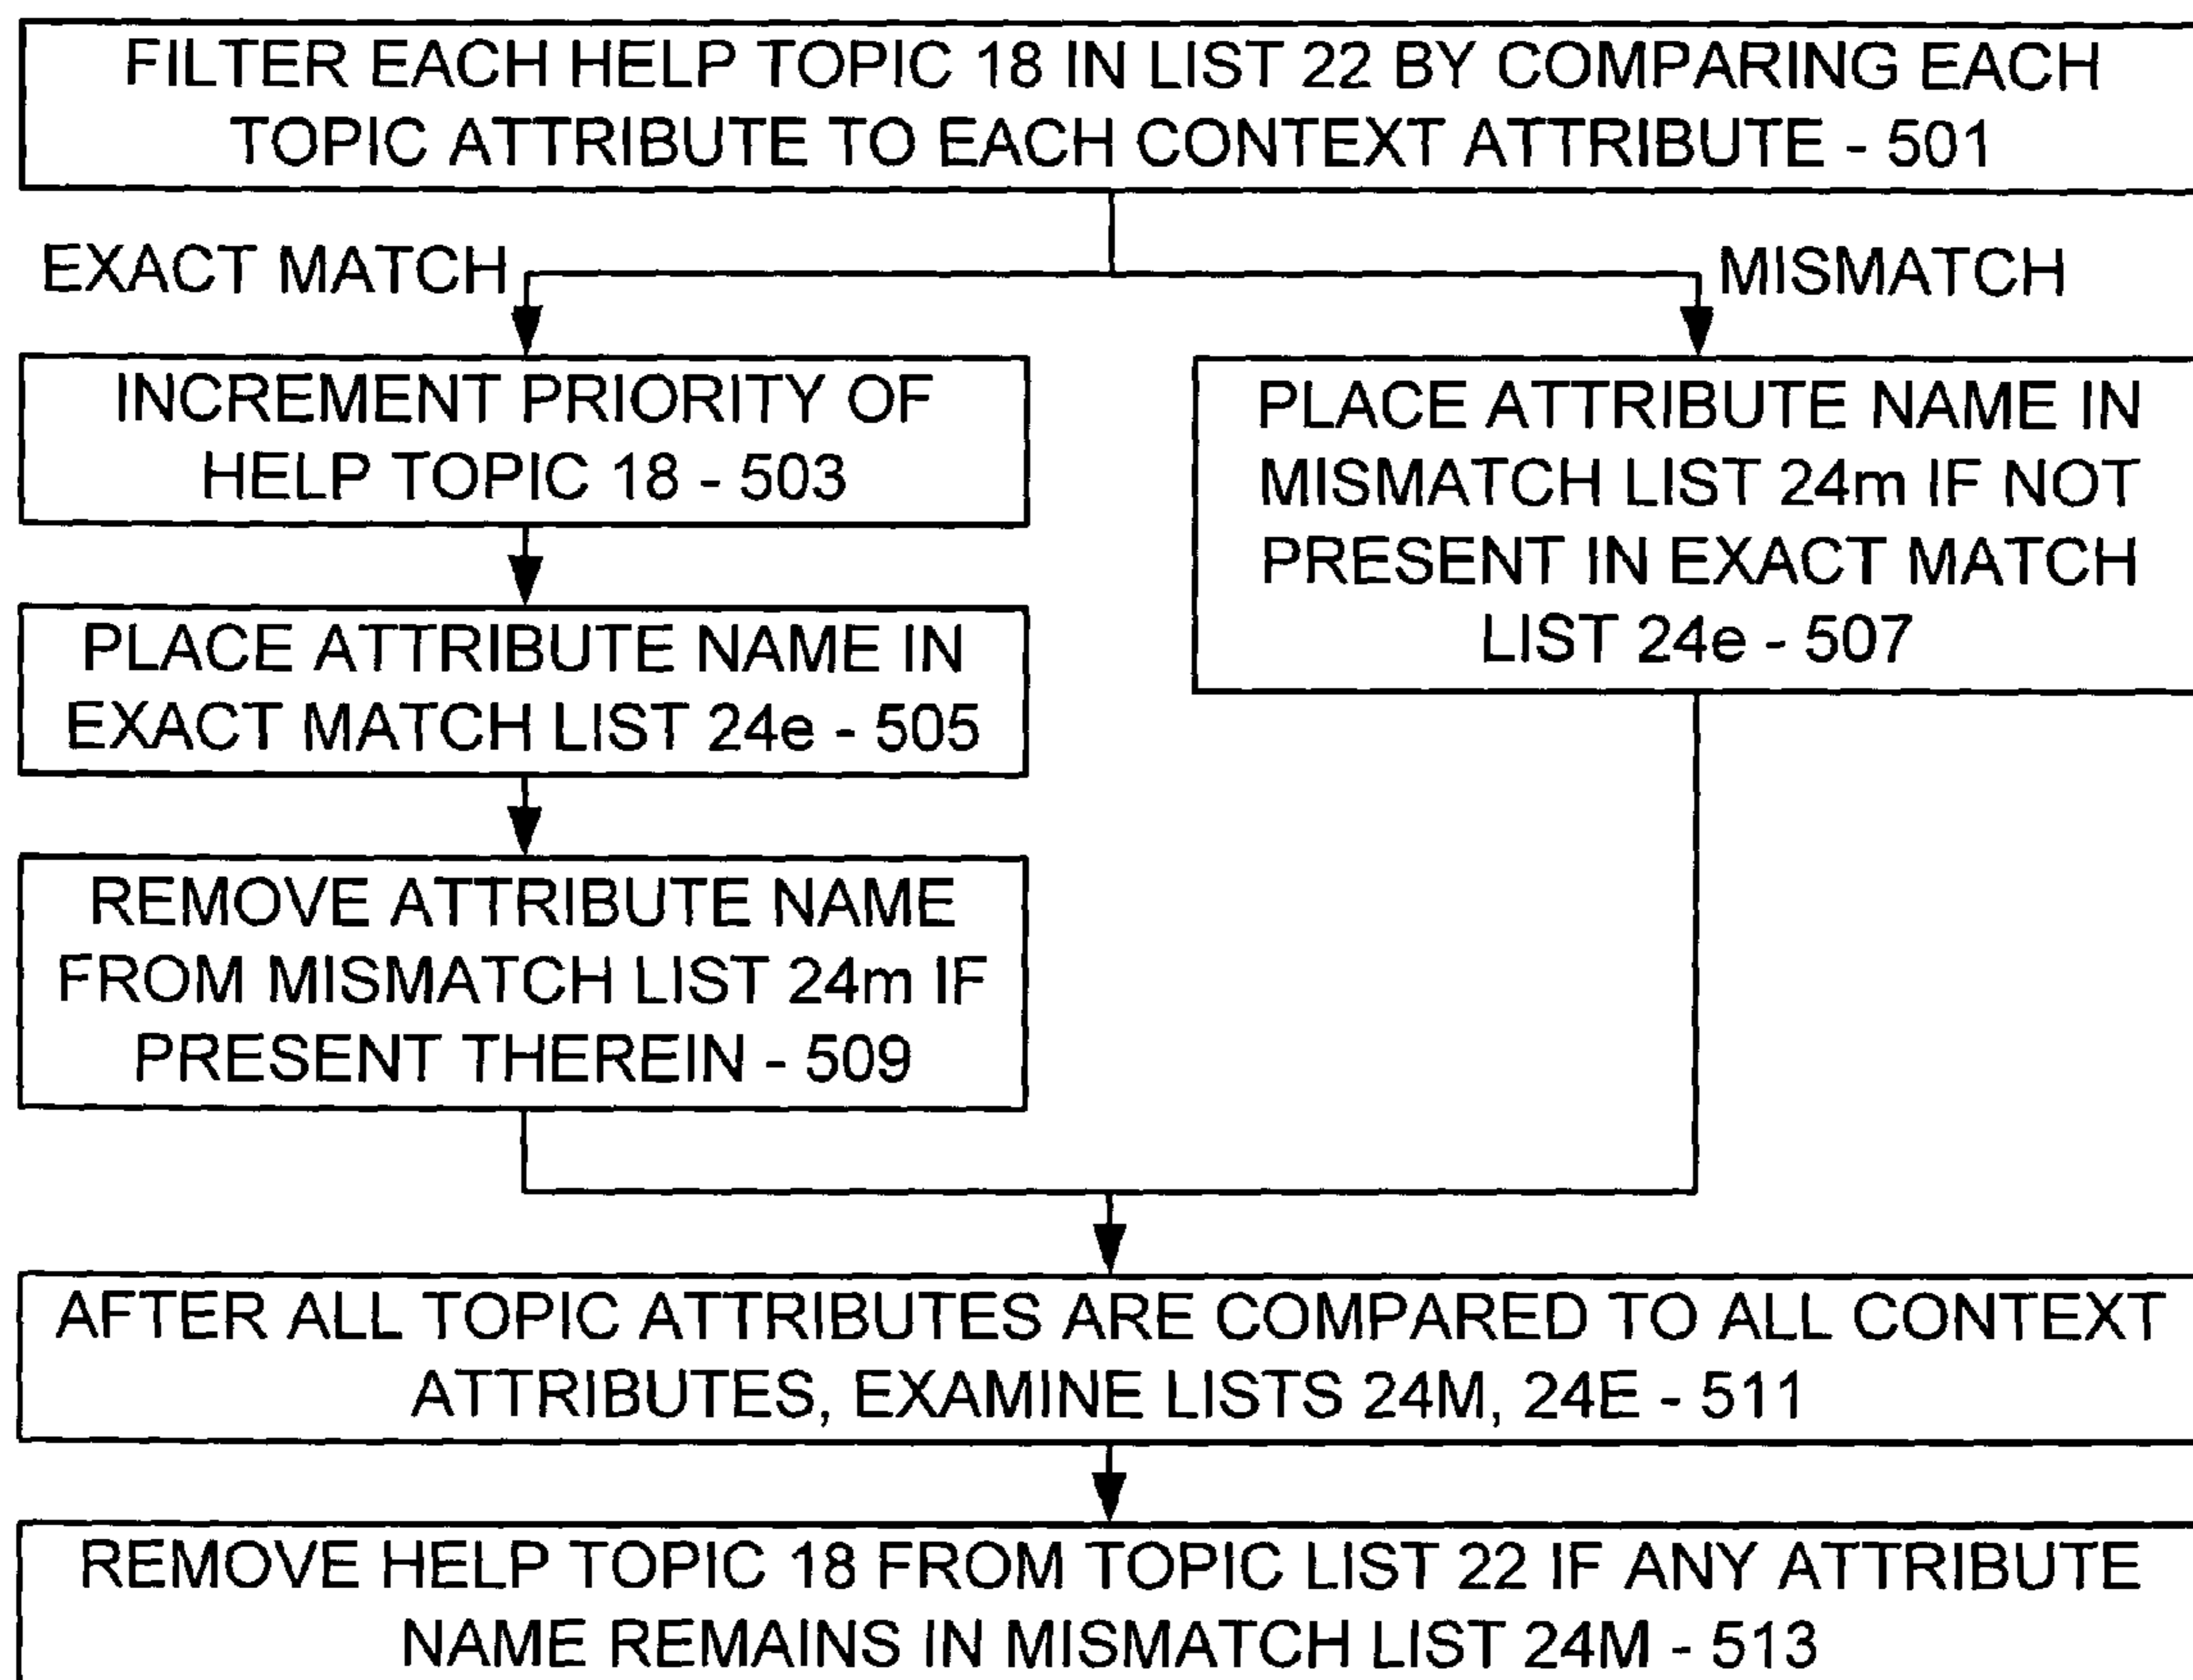 FILTER EACH HELP TOPIC 18 IN LIST 22 BY COMPARING EACH
TOPIC ATTRIBUTE TO EACH CONTEXT ATTRIBUTE - 501
EXACT MATCH
MISMATCH
INCREMENT PRIORITY OF
HELP TOPIC 18 - 503
PLACE ATTRIBUTE NAME IN
EXACT MATCH LIST 24e - 505
REMOVE ATTRIBUTE NAME
FROM MISMATCH LIST 24m IF
PRESENT THEREIN - 509
PLACE ATTRIBUTE NAME IN
MISMATCH LIST 24m IF NOT
PRESENT IN EXACT MATCH
LIST 24e - 507
AFTER ALL TOPIC ATTRIBUTES ARE COMPARED TO ALL CONTEXT
ATTRIBUTES, EXAMINE LISTS 24M, 24E - 511
REMOVE HELP TOPIC 18 FROM TOPIC LIST 22 IF ANY ATTRIBUTE
NAME REMAINS IN MISMATCH LIST 24M - 513